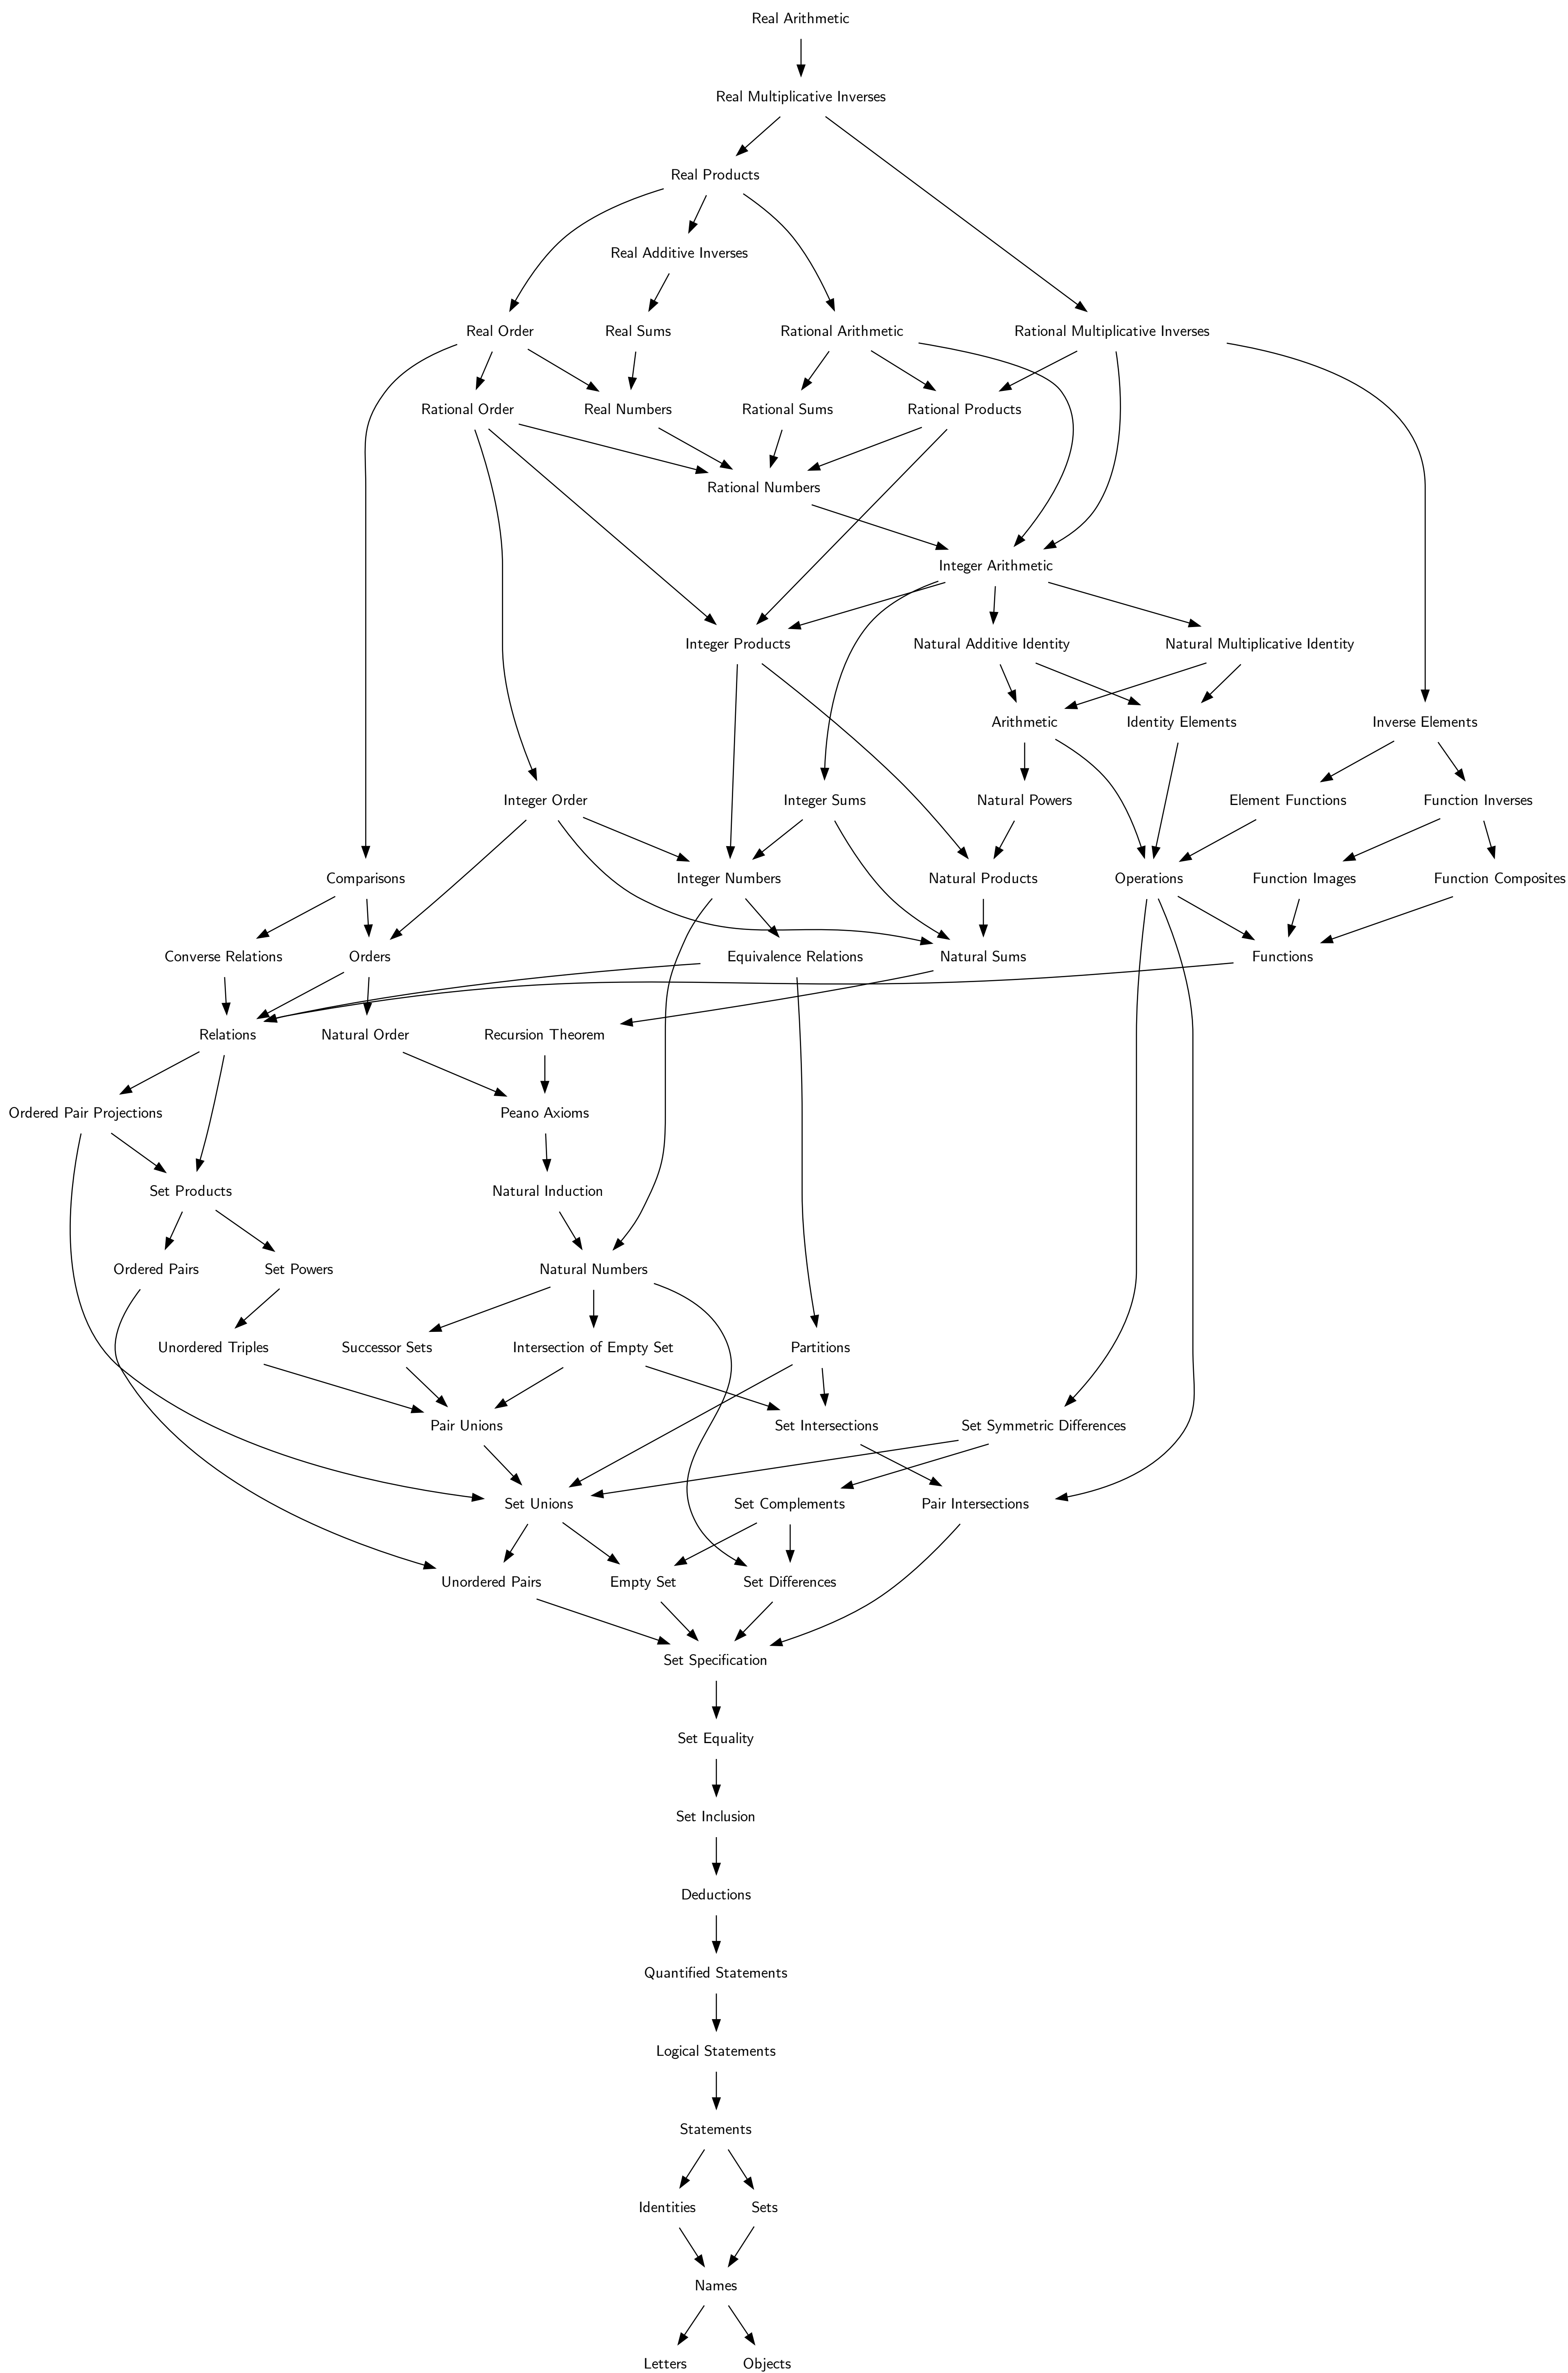 Real Arithmetic
Real Multiplicative Inverses
Real Products
Real Additive Inverses
Real Order
Real Sums
Rational Arithmetic
Rational Multiplicative Inverses
Rational Order
Real Numbers
Rational Sums
Rational Products
Rational Numbers
Integer Arithmetic
Integer Products
Natural Additive Identity
Natural Multiplicative Identity
Arithmetic
Identity Elements
Inverse Elements
Integer Order
Integer Sums
Natural Powers
Element Functions
Function Inverses
Comparisons
Integer Numbers
Natural Products
Operations
Function Images
Function Composites
Converse Relations
Orders
Equivalence Relations
Natural Sums
Functions
Relations
Natural Order
Recursion Theorem
Ordered Pair Projections
Peano Axioms
Set Products
Natural Induction
Ordered Pairs
Set Powers
Natural Numbers
Unordered Triples
Successor Sets
Intersection of Empty Set
Partitions
Pair Unions
Set Intersections
Set Symmetric Differences
Set Unions
Set Complements
Pair Intersections
Unordered Pairs
Empty Set
Set Differences
Set Specification
Set Equality
Set Inclusion
Deductions
Quantified Statements
Logical Statements
Statements
Identities
Sets
Names
Letters
Objects